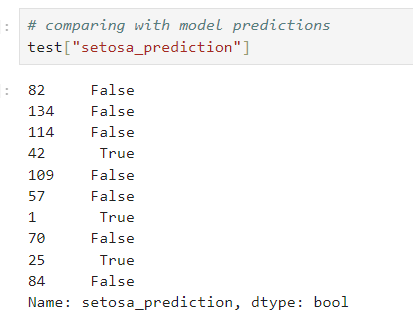 ]: # comparing with model predictions
test["setosa_prediction"]
]: 82 False
134 False
114 False
42 True
109 False
57 False
1 True
70 False
25 True
84 False
Name: setosa_prediction, dtype: bool